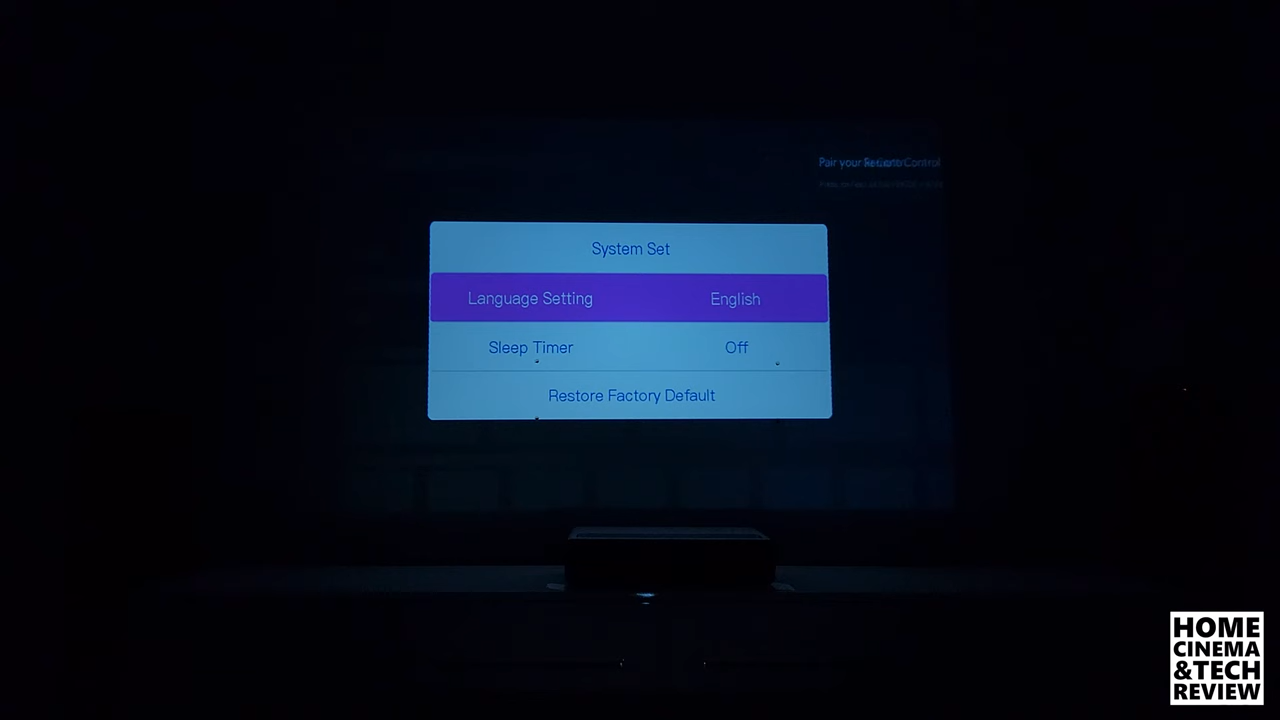 Pair your Remote Control
System Set
Language Setting English
Sleep Timer Off
Restore Factory Default
HOME
CINEMA
&TECH
REVIEW